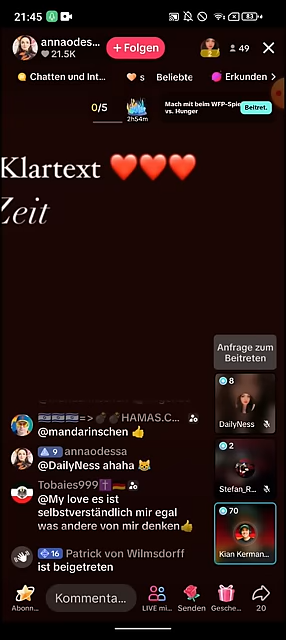 21:45
83
annaodes...
21.5K
+ Folgen
49
Chatten und Int...
s
Beliebte
Erkunden
0/5
2h54m
Mach mit beim WFP-Spie
vs. Hunger
Beitret.
Klartext ❤️❤️❤️
Zeit
Anfrage zum
Beitreten
8
DailyNess
2
Stefan_R...
70
Kian Kerman...
=> HAMAS.C...
@mandarinschen 👍
9 annaodessa
@DailyNess ahaha 😹
Tobaies999✝️🇩🇪
@My love es ist
selbstverständlich mir egal
was andere von mir denken👍
16 Patrick von Wilmsdorff
ist beigetreten
Abonn...
Kommenta...
LIVE mi...
Senden
Gesche...
20